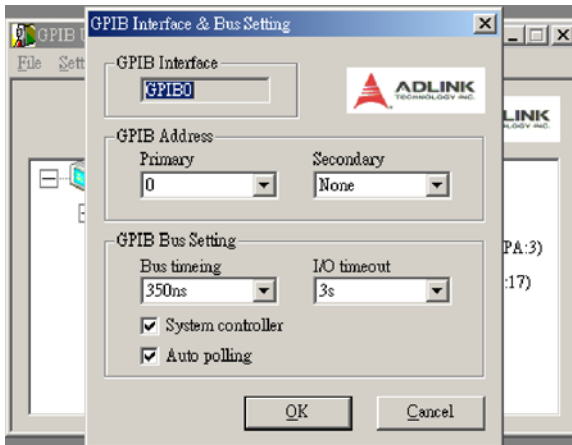 GPIB Interface & Bus Setting
GPIB
File Sett
GPIB Interface
GPIB0
ADLINK
TECHNOLOGY INC.
LINK
LOGY INC.
GPIB Address
Primary Secondary
0 None
GPIB Bus Setting
PA:3)
Bus timeing I/O timeout
:17)
350ns 3s
System controller
Auto polling
OK Cancel